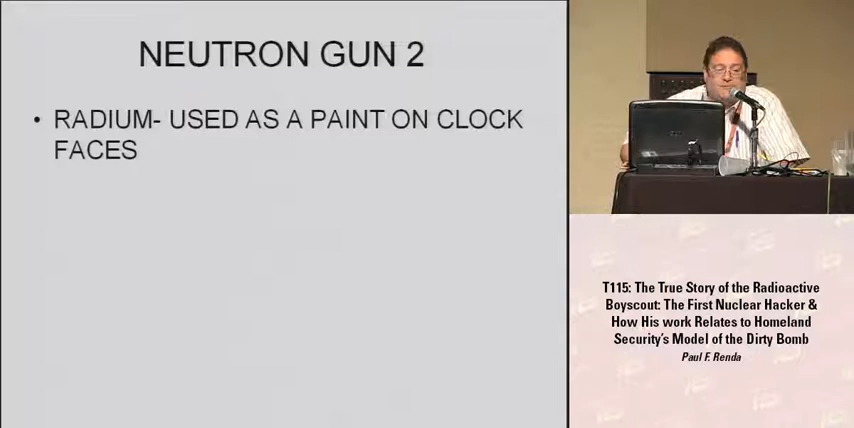 NEUTRON GUN 2
• RADIUM- USED AS A PAINT ON CLOCK
FACES
T115: The True Story of the Radioactive
Boyscout: The First Nuclear Hacker &
How His work Relates to Homeland
Security's Model of the Dirty Bomb
Paul F. Renda